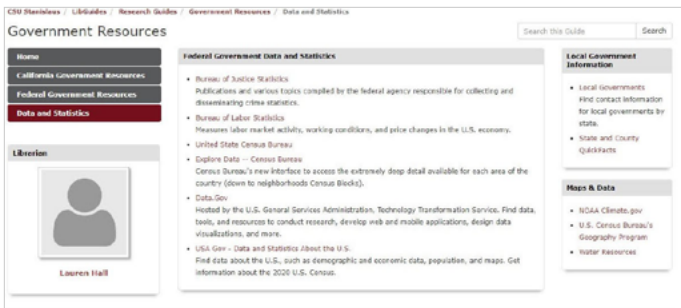 CSU Stanislaus / LibGuides / Research Guides / Government Resources / Data and Statistics
Government Resources
Search this Guide
Search
Home
California Government Resources
Federal Government Resources
Data and Statistics
Librarian
Lauren Hall
Federal Government Data and Statistics
Bureau of Justice Statistics
Publications and various topics compiled by the federal agency responsible for collecting and
disseminating crime statistics.
Bureau of Labor Statistics
Measures labor market activity, working conditions, and price changes in the U.S. economy.
United State Census Bureau
Explore Data -- Census Bureau
Census Bureau's new interface to access the extremely deep detail available for each area of the
country (down to neighborhoods Census Blocks).
Data.Gov
Hosted by the U.S. General Services Administration, Technology Transformation Service. Find data,
tools, and resources to conduct research, develop web and mobile applications, design data
visualizations, and more.
USA Gov - Data and Statistics About the U.S.
Find data about the U.S., such as demographic and economic data, population, and maps. Get
information about the 2020 U.S. Census.
Local Government
Information
Local Governments
Find contact information
for local governments by
state.
State and County
QuickFacts
Maps & Data
NOAA Climate.gov
U.S. Census Bureau's
Geography Program
Water Resources